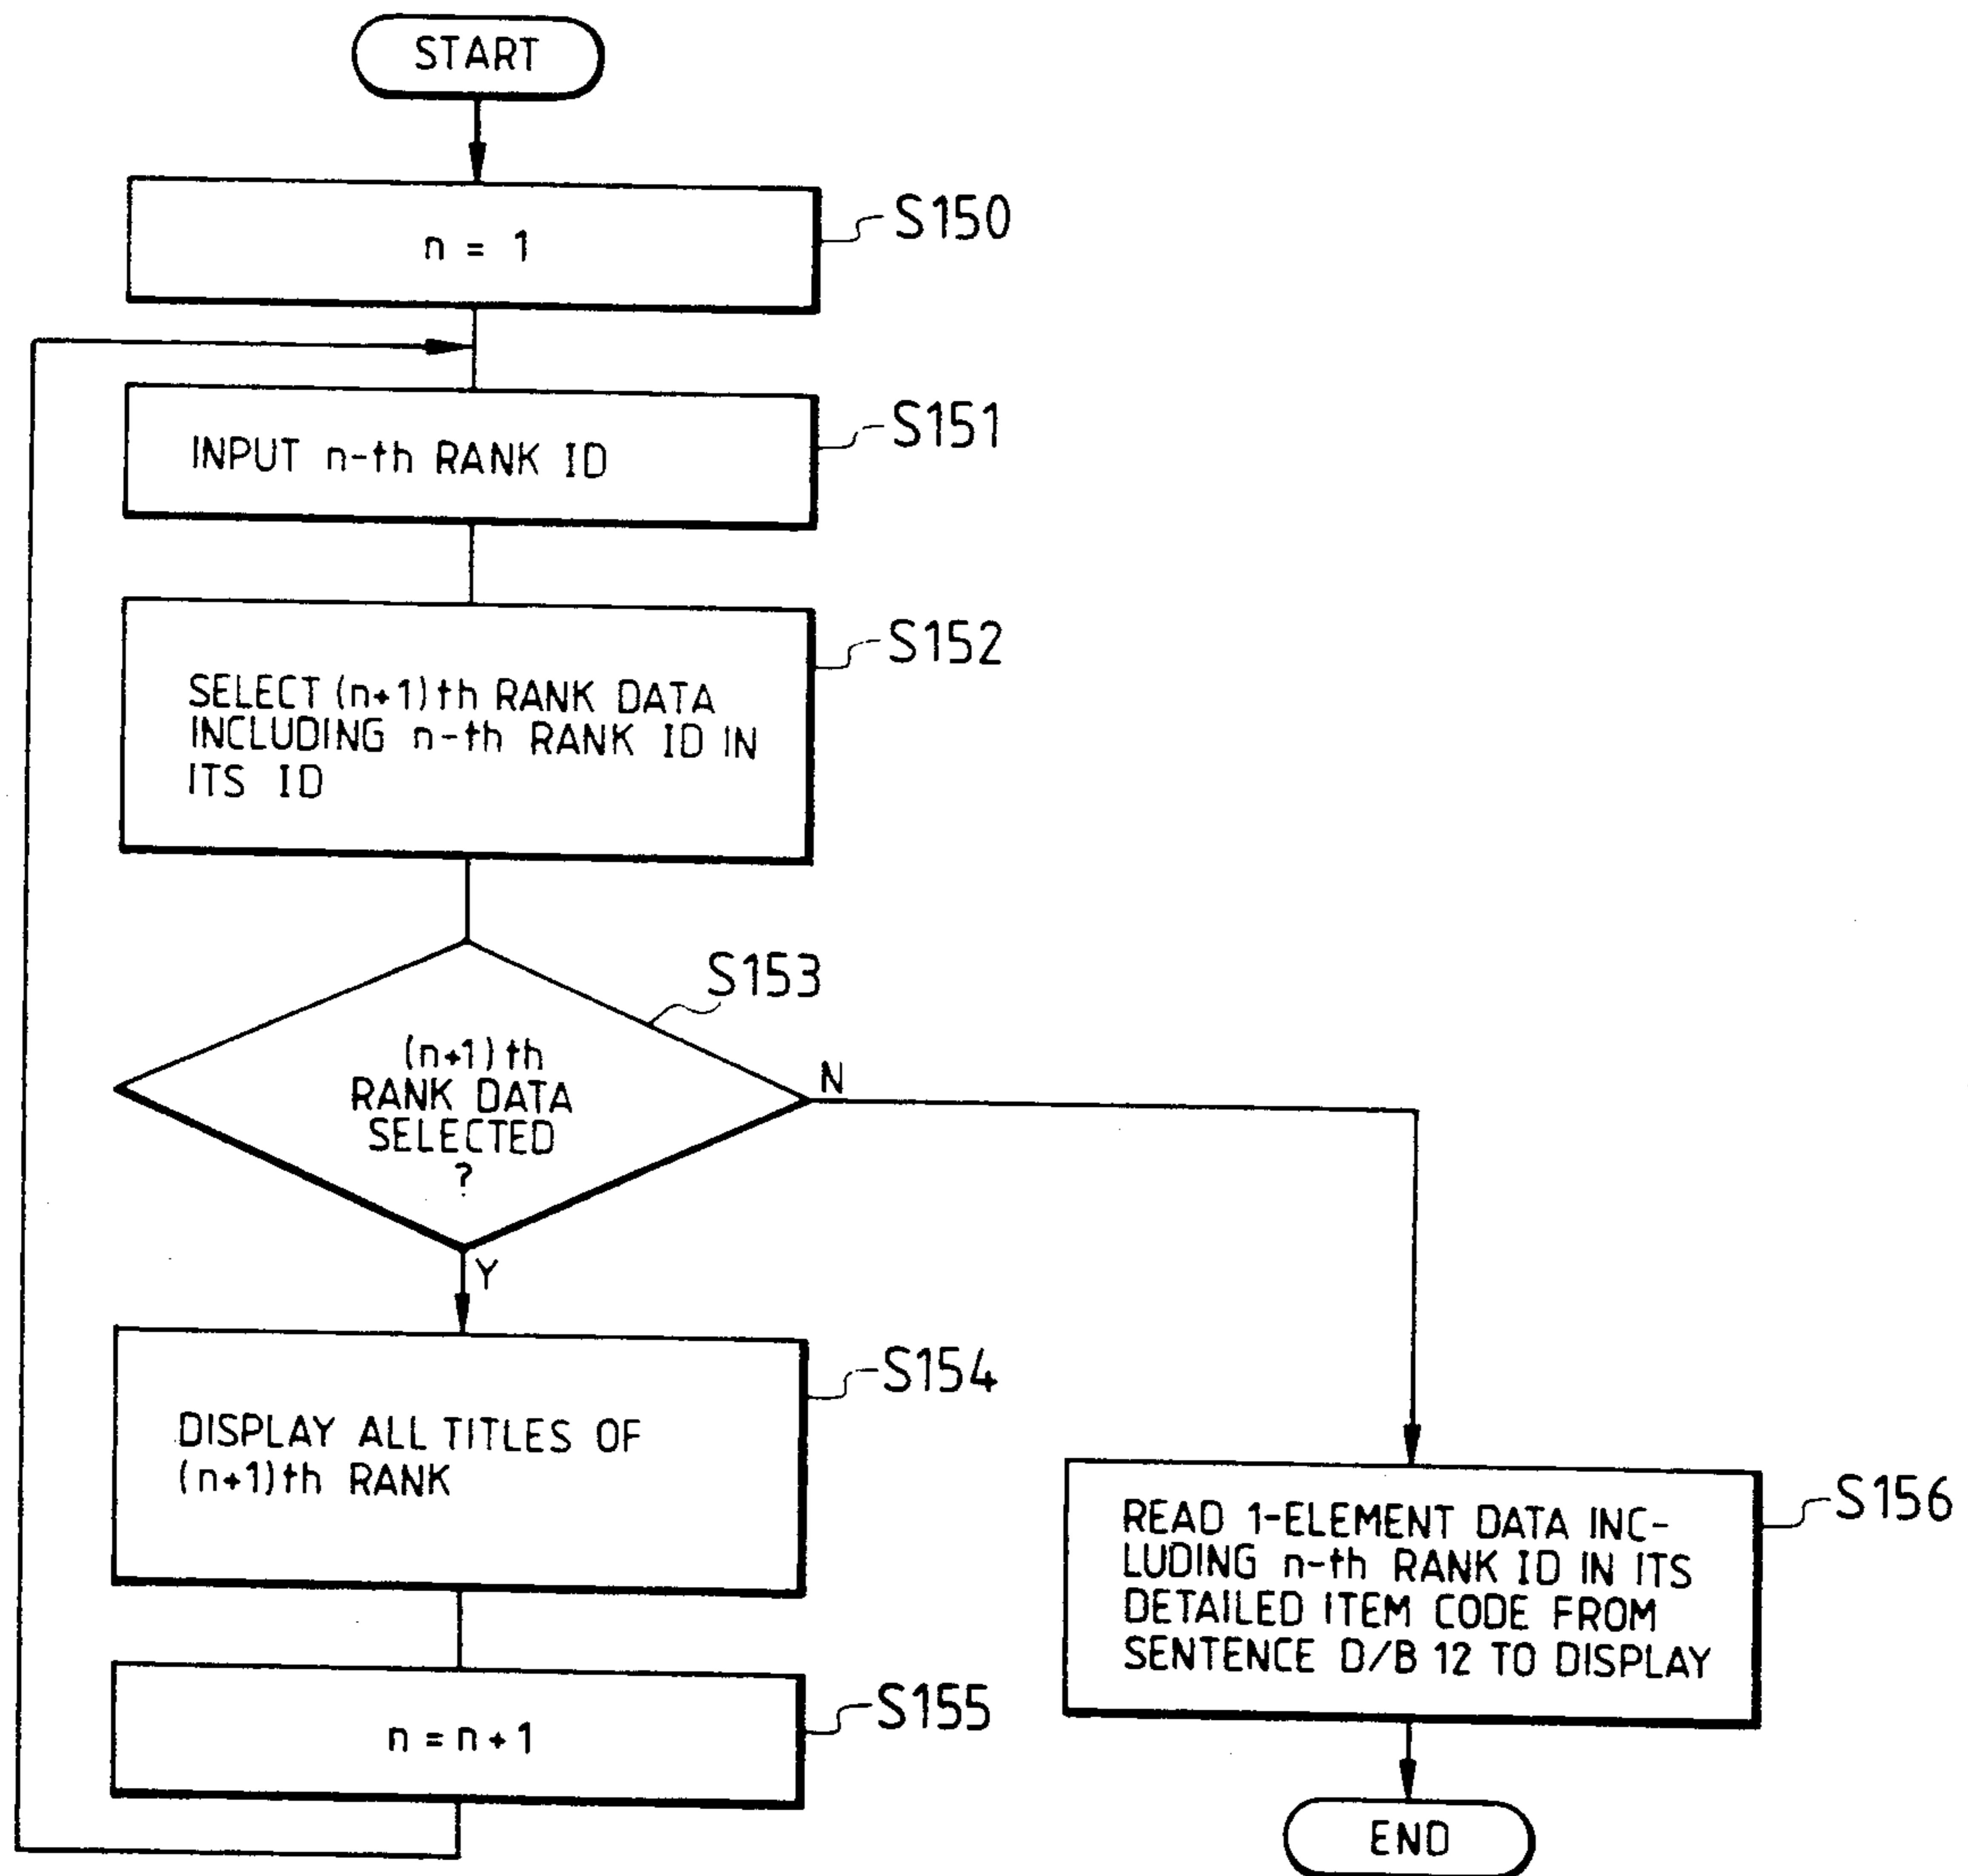 START
n = 1
S150
INPUT n-th RANK ID
S151
SELECT (n+1)th RANK DATA
INCLUDING n-th RANK ID IN
ITS ID
S152
(n+1)th
RANK DATA
SELECTED
?
S153
N
Y
DISPLAY ALL TITLES OF
(n+1)th RANK
S154
n = n+1
S155
READ 1-ELEMENT DATA INC-
LUDING n-th RANK ID IN ITS
DETAILED ITEM CODE FROM
SENTENCE D/B 12 TO DISPLAY
S156
END